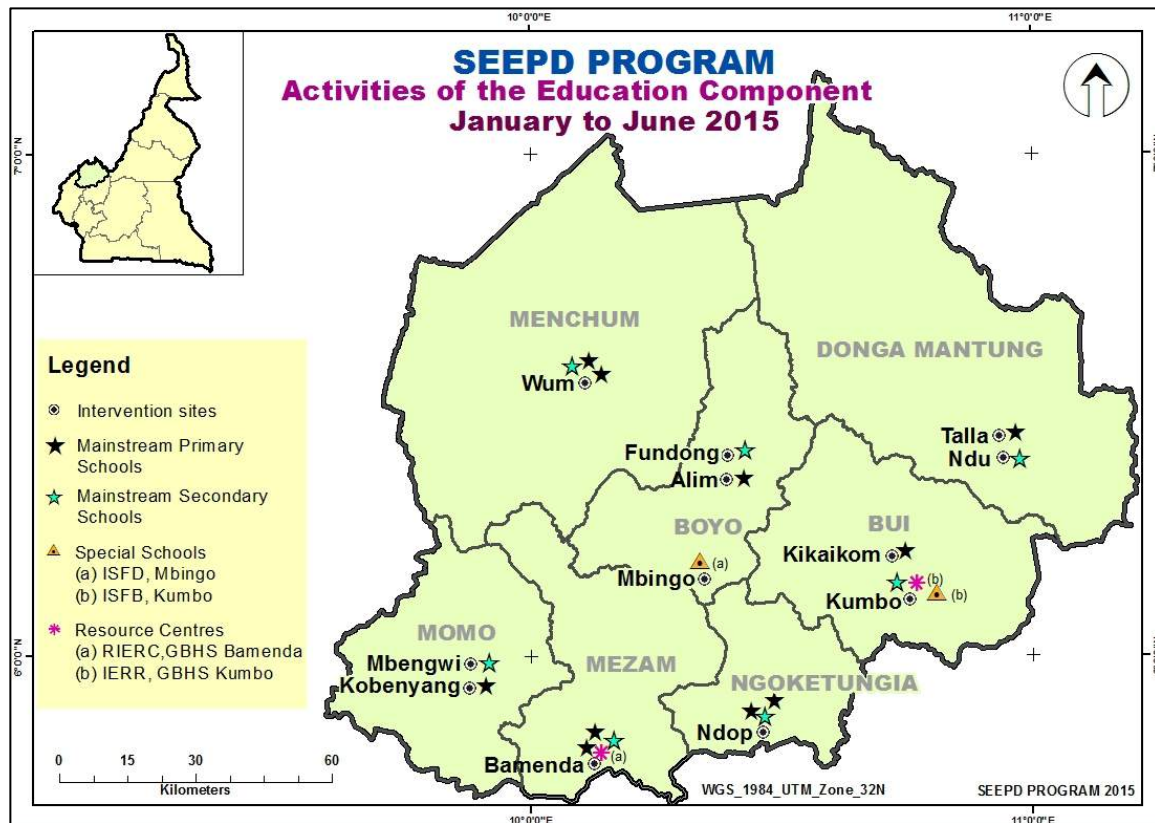 10°0'0"E
11°0'0"E
SEEPD PROGRAM
Activities of the Education Component
January to June 2015
7°0'0"N
MENCHUM
DONGA MANTUNG
Wum
Talla
Ndu
Fundong
Alim
BOYO
BUI
Kikaikom
(a)
Mbingo
(b)
Kumbo
(b)
MOMO
Mbengwi
Kobenyang
MEZAM
NGOKETUNGIA
Ndop
Bamenda
(a)
Legend
Intervention sites
Mainstream Primary
Schools
Mainstream Secondary
Schools
Special Schools
(a) ISFD, Mbingo
(b) ISFB, Kumbo
Resource Centres
(a) RIERC,GBHS Bamenda
(b) IERR, GBHS Kumbo
6°0'0"N
0 15 30 45 60
Kilometers
WGS_1984_UTM_Zone_32N
SEEPD PROGRAM 2015
10°0'0"E
11°0'0"E